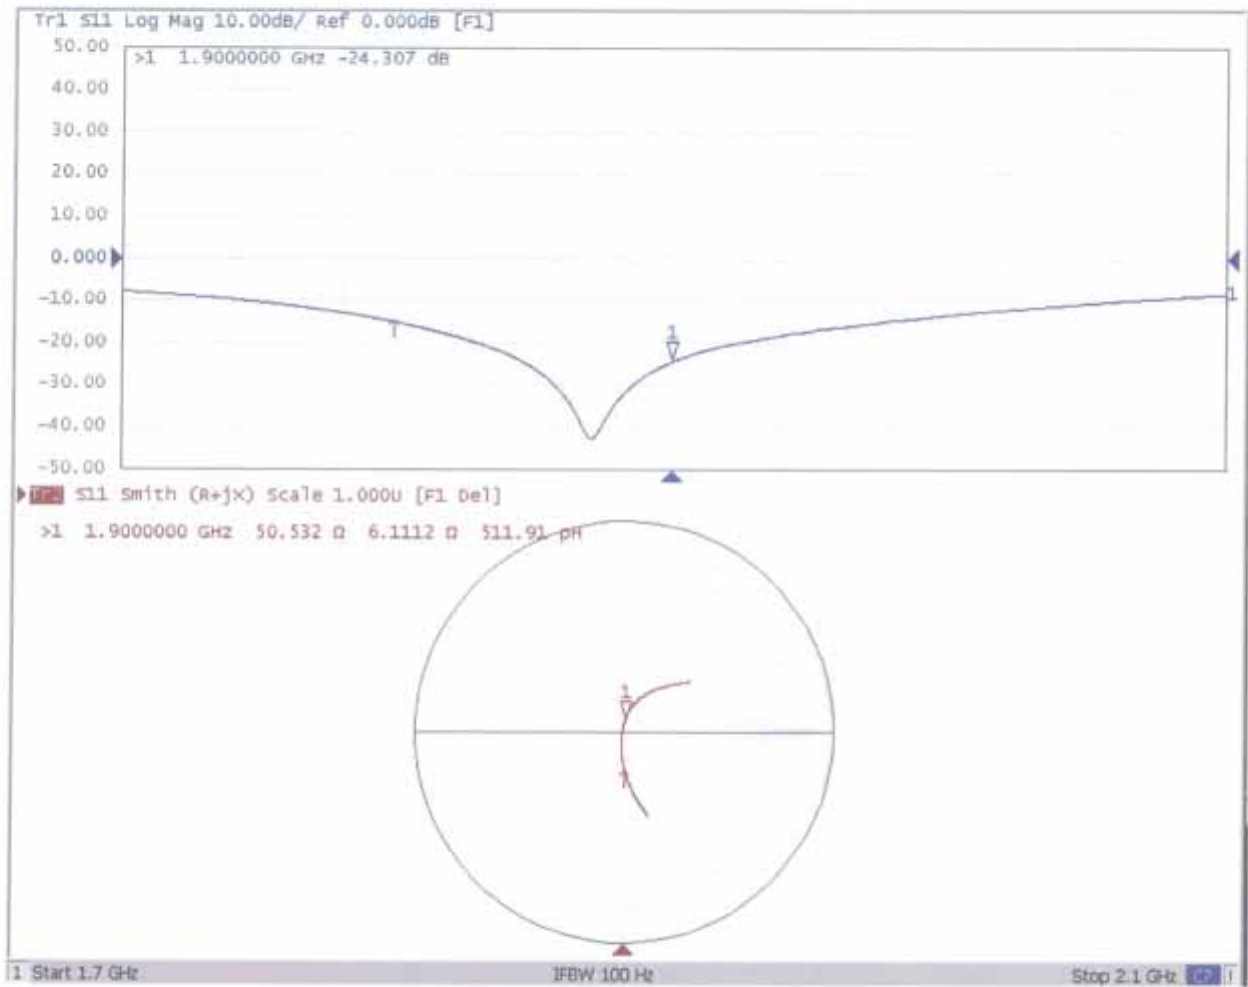 Tr1 S11 Log Mag 10.00dB/ Ref 0.000dB [F1]
50.00
>1 1.9000000 GHz -24.307 dB
40.00
30.00
20.00
10.00
0.000
-10.00
1
-20.00
1
-30.00
-40.00
-50.00
S11 Smith (R+jX) Scale 1.000U [F1 Del]
>1 1.9000000 GHz 50.532 Ω 6.1112 Ω 511.91 pH
1
1 Start 1.7 GHz IFBW 100 Hz Stop 2.1 GHz C?